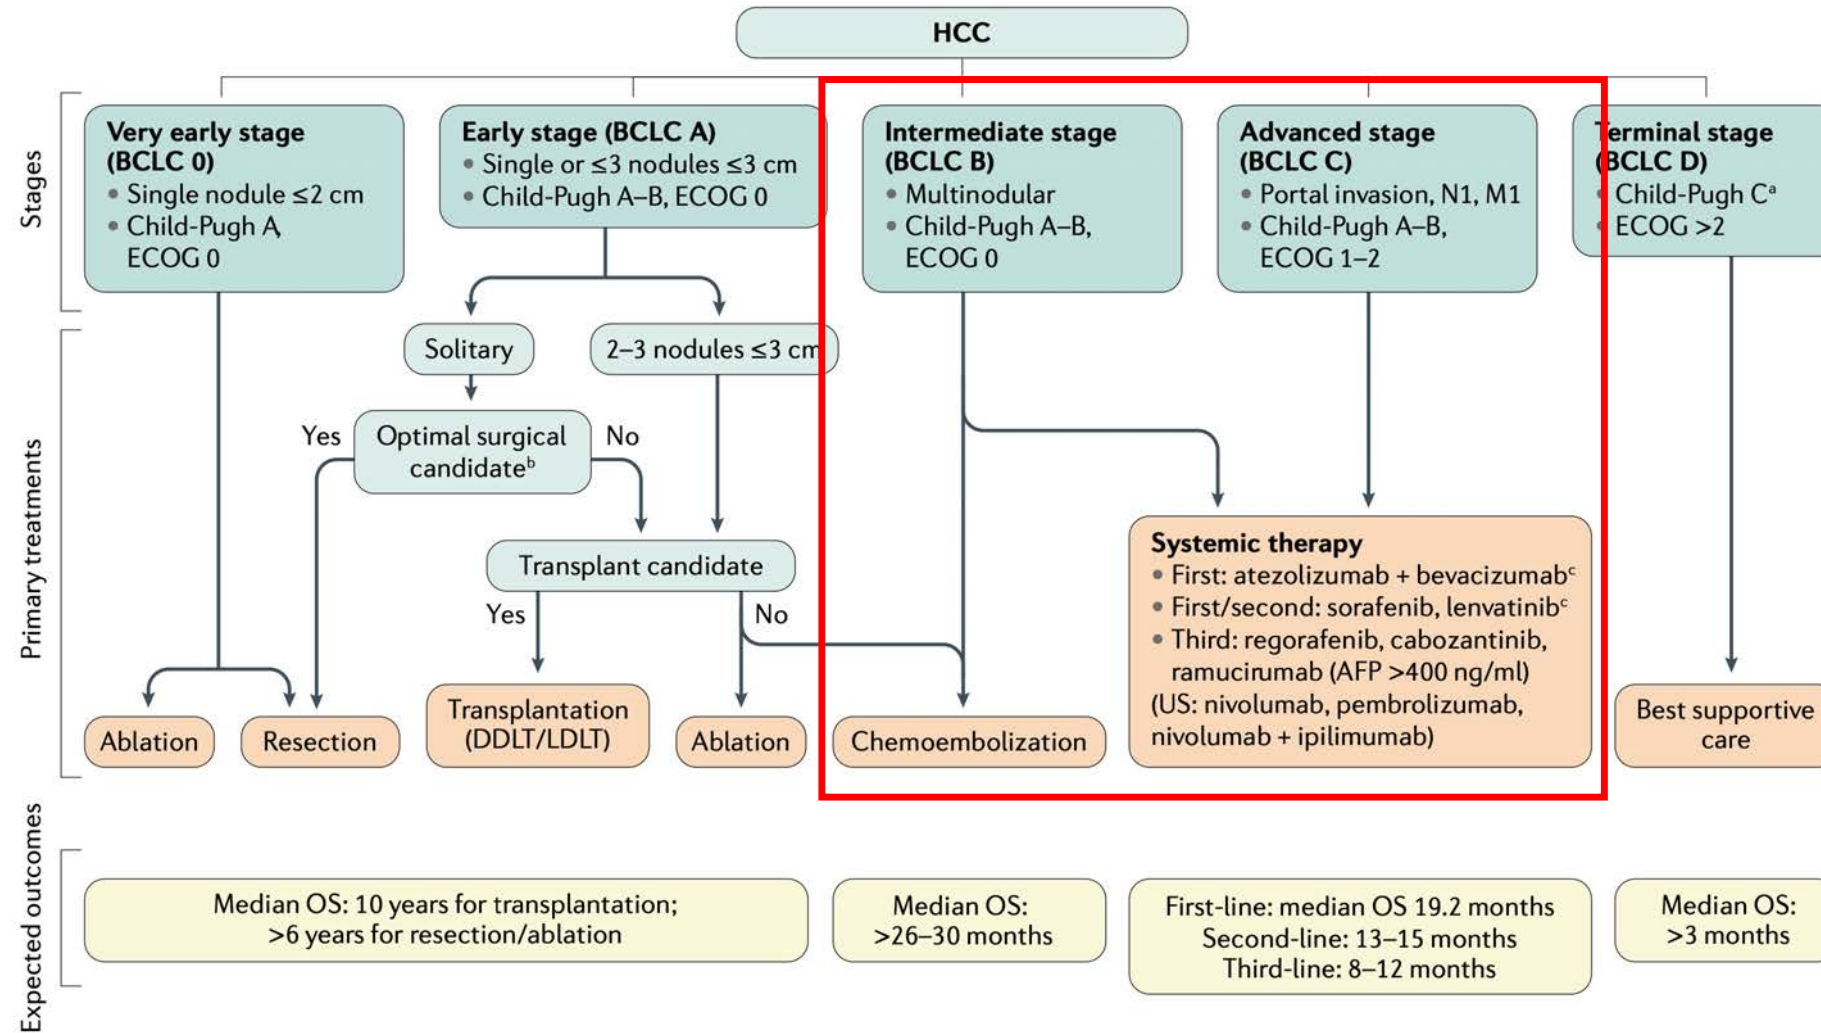 HCC
Stages
Very early stage
(BCLC 0)
• Single nodule ≤2 cm
• Child-Pugh A,
ECOG 0
Early stage (BCLC A)
• Single or ≤3 nodules ≤3 cm
• Child-Pugh A–B, ECOG 0
Intermediate stage
(BCLC B)
• Multinodular
• Child-Pugh A–B,
ECOG 0
Advanced stage
(BCLC C)
• Portal invasion, N1, M1
• Child-Pugh A–B,
ECOG 1–2
Terminal stage
(BCLC D)
• Child-Pugh Cᵃ
• ECOG >2
Primary treatments
Solitary
2–3 nodules ≤3 cm
Yes
Optimal surgical
candidateᵇ
No
Transplant candidate
Yes
No
Ablation
Resection
Transplantation
(DDLT/LDLT)
Ablation
Chemoembolization
Systemic therapy
• First: atezolizumab + bevacizumabᶜ
• First/second: sorafenib, lenvatinibᶜ
• Third: regorafenib, cabozantinib,
ramucirumab (AFP >400 ng/ml)
(US: nivolumab, pembrolizumab,
nivolumab + ipilimumab)
Best supportive
care
Expected outcomes
Median OS: 10 years for transplantation;
>6 years for resection/ablation
Median OS:
>26–30 months
First-line: median OS 19.2 months
Second-line: 13–15 months
Third-line: 8–12 months
Median OS:
>3 months